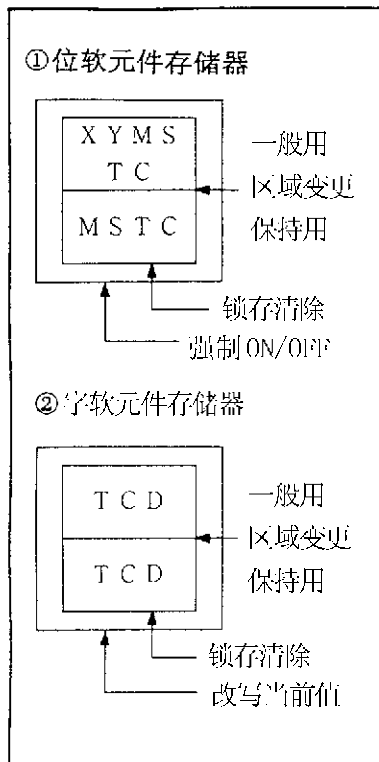 ①位软元件存储器
X Y M S
T C
一般用
区域变更
M S T C
保持用
锁存清除
强制ON/OFF
②字软元件存储器
T C D
一般用
区域变更
T C D
保持用
锁存清除
改写当前值